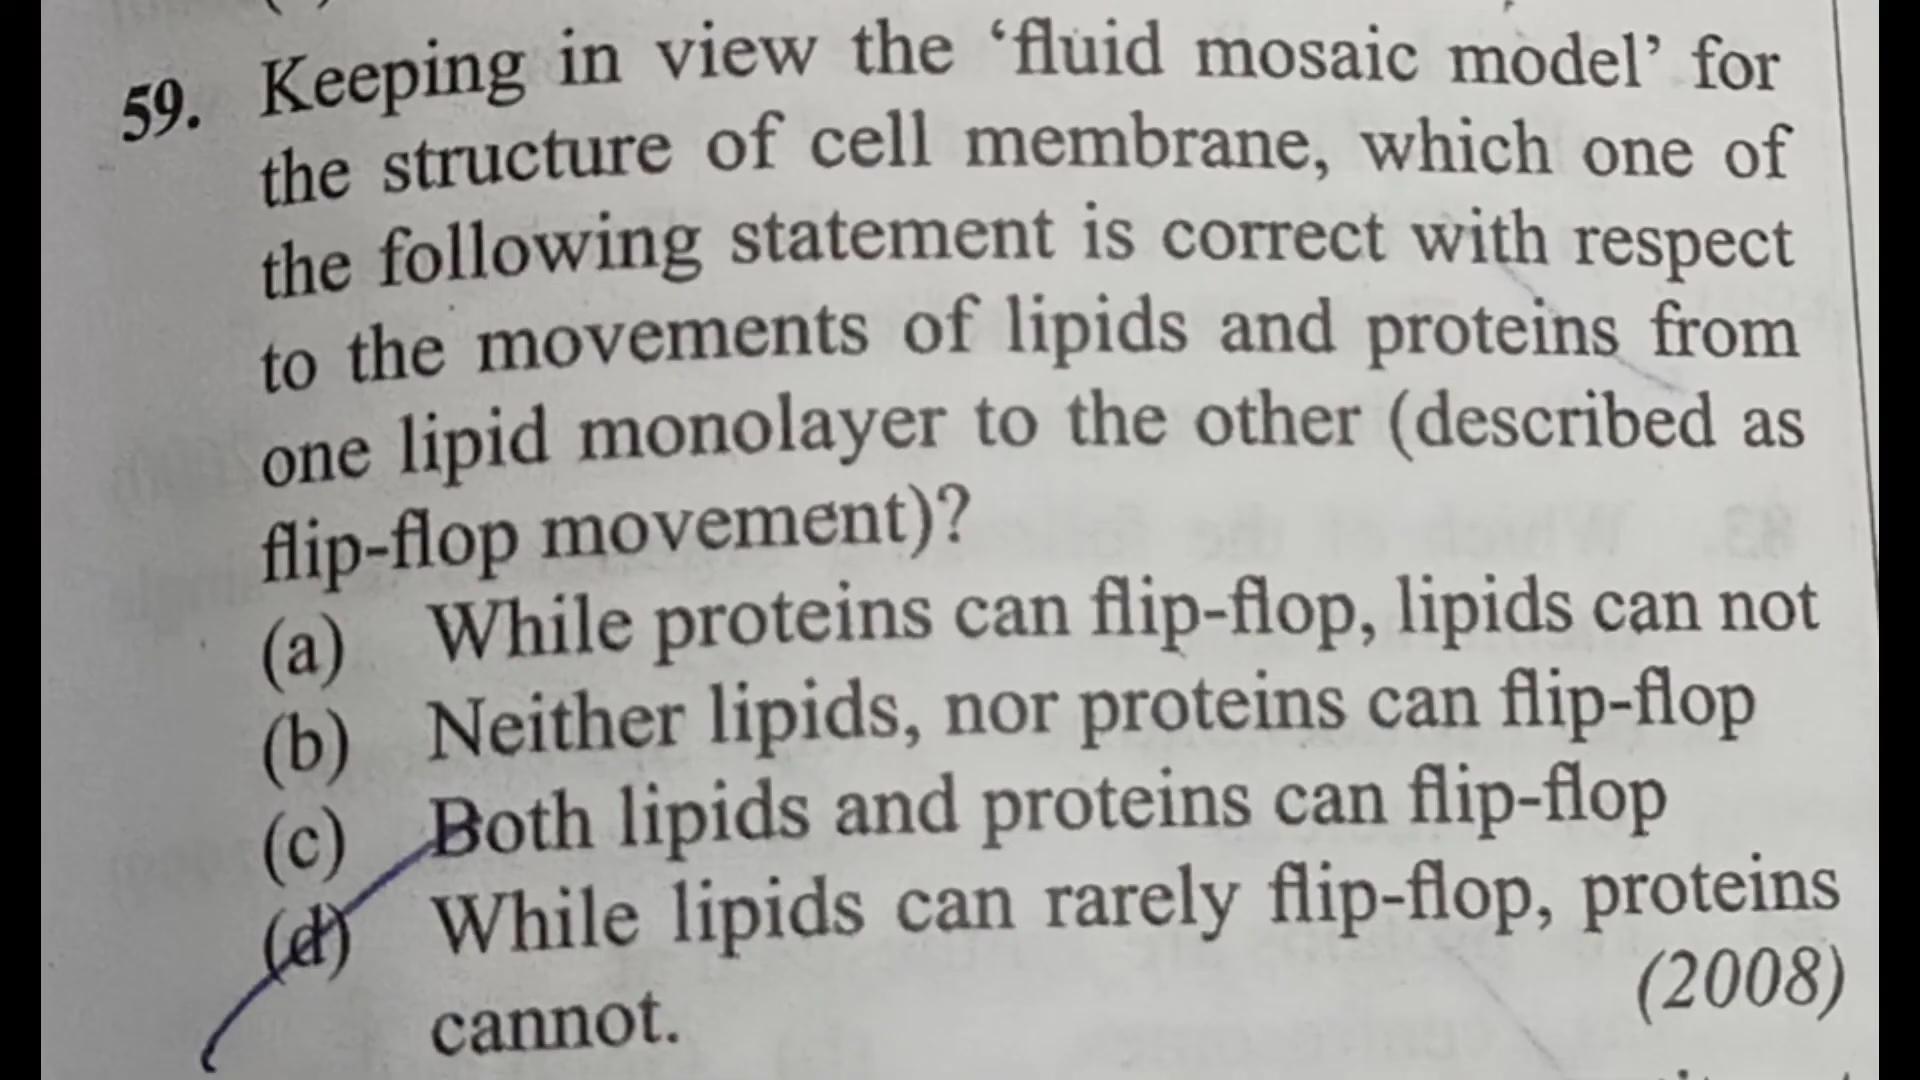 59. Keeping in view the ‘fluid mosaic model’ for
the structure of cell membrane, which one of
the following statement is correct with respect
to the movements of lipids and proteins from
one lipid monolayer to the other (described as
flip-flop movement)?
(a) While proteins can flip-flop, lipids can not
(b) Neither lipids, nor proteins can flip-flop
(c) Both lipids and proteins can flip-flop
(d) While lipids can rarely flip-flop, proteins
cannot. (2008)